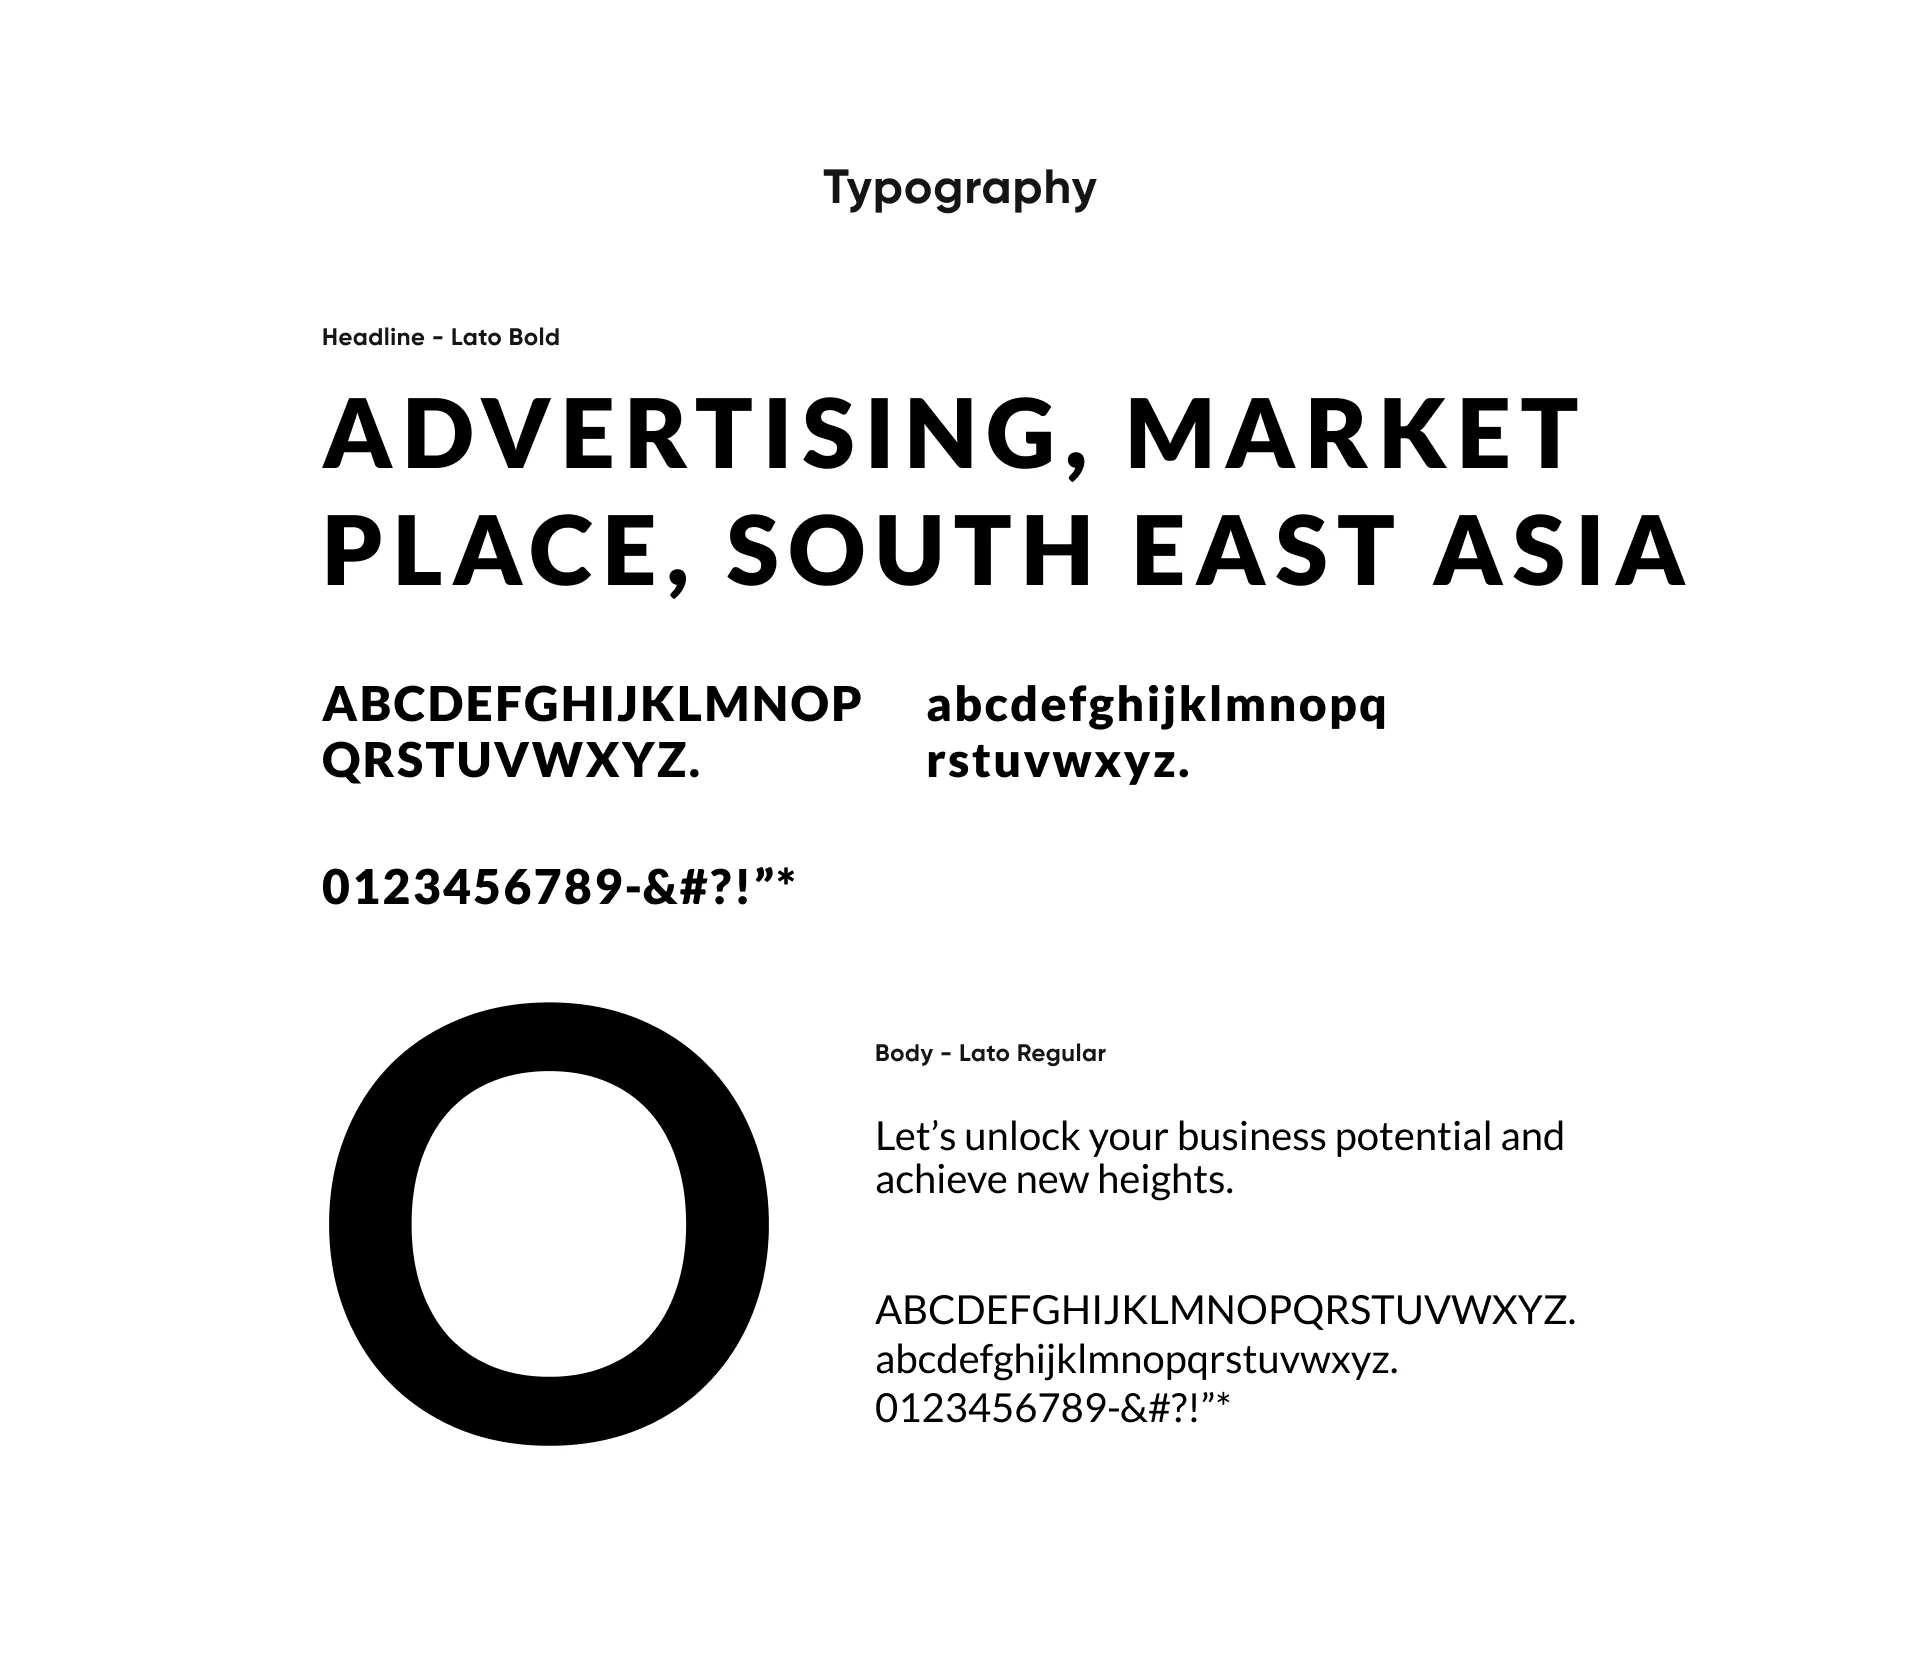 Typography
Headline - Lato Bold
ADVERTISING, MARKET
PLACE, SOUTH EAST ASIA
ABCDEFGHIJKLMNOP
QRSTUVWXYZ.
abcdefghijklmnopq
rstuvwxyz.
0123456789-&#?!”*
O
Body - Lato Regular
Let’s unlock your business potential and
achieve new heights.
ABCDEFGHIJKLMNOPQRSTUVWXYZ.
abcdefghijklmnopqrstuvwxyz.
0123456789-&#?!”*